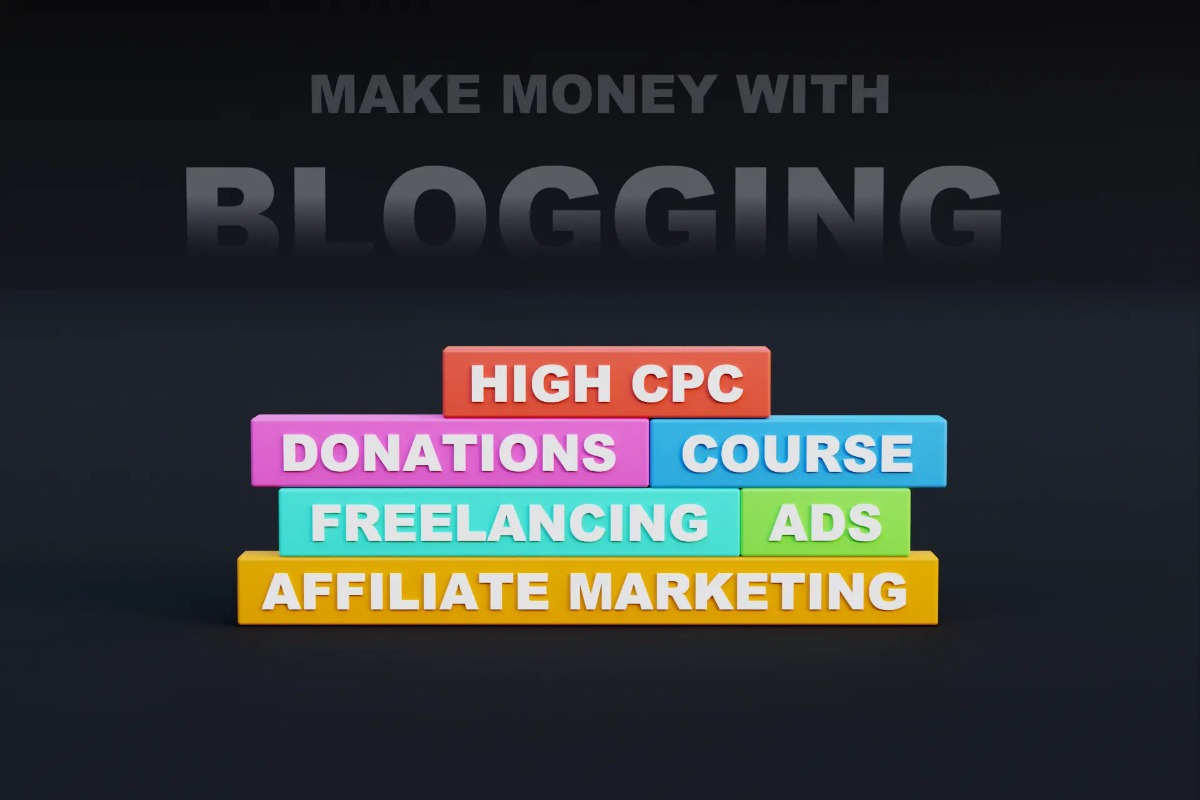 MAKE MONEY WITH
BLOGGING
HIGH CPC
DONATIONS COURSE
FREELANCING ADS
AFFILIATE MARKETING